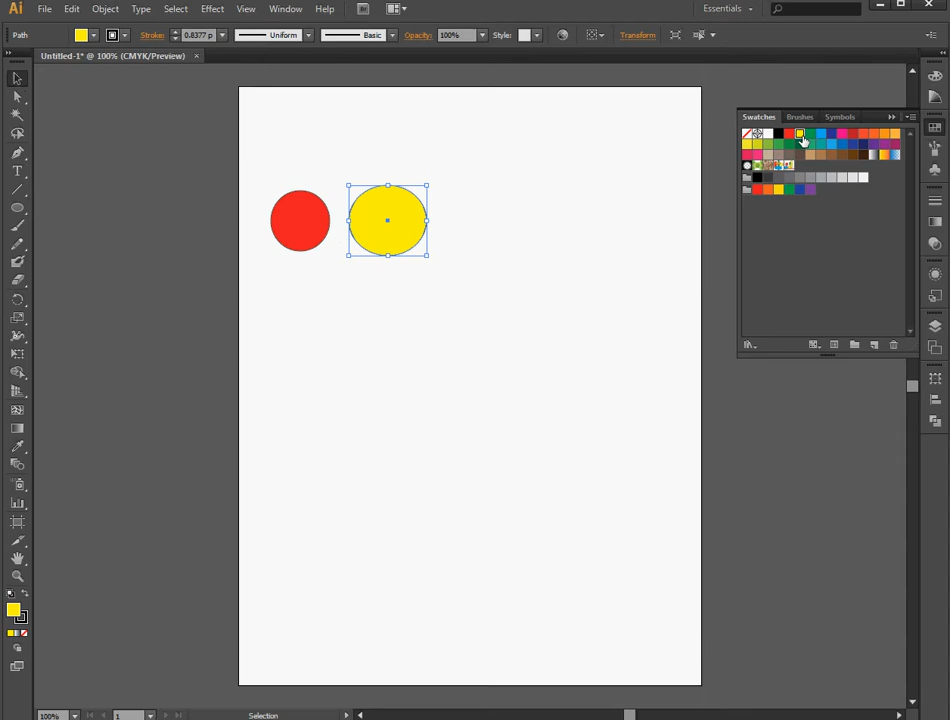 Ai File Edit Object Type Select Effect View Window Help Br Essentials
Path Stroke: 0.8377 p Uniform Basic Opacity: 100% Style: Transform
Untitled-1* @ 100% (CMYK/Preview) ×
Swatches Brushes Symbols
T
100% 1 Selection